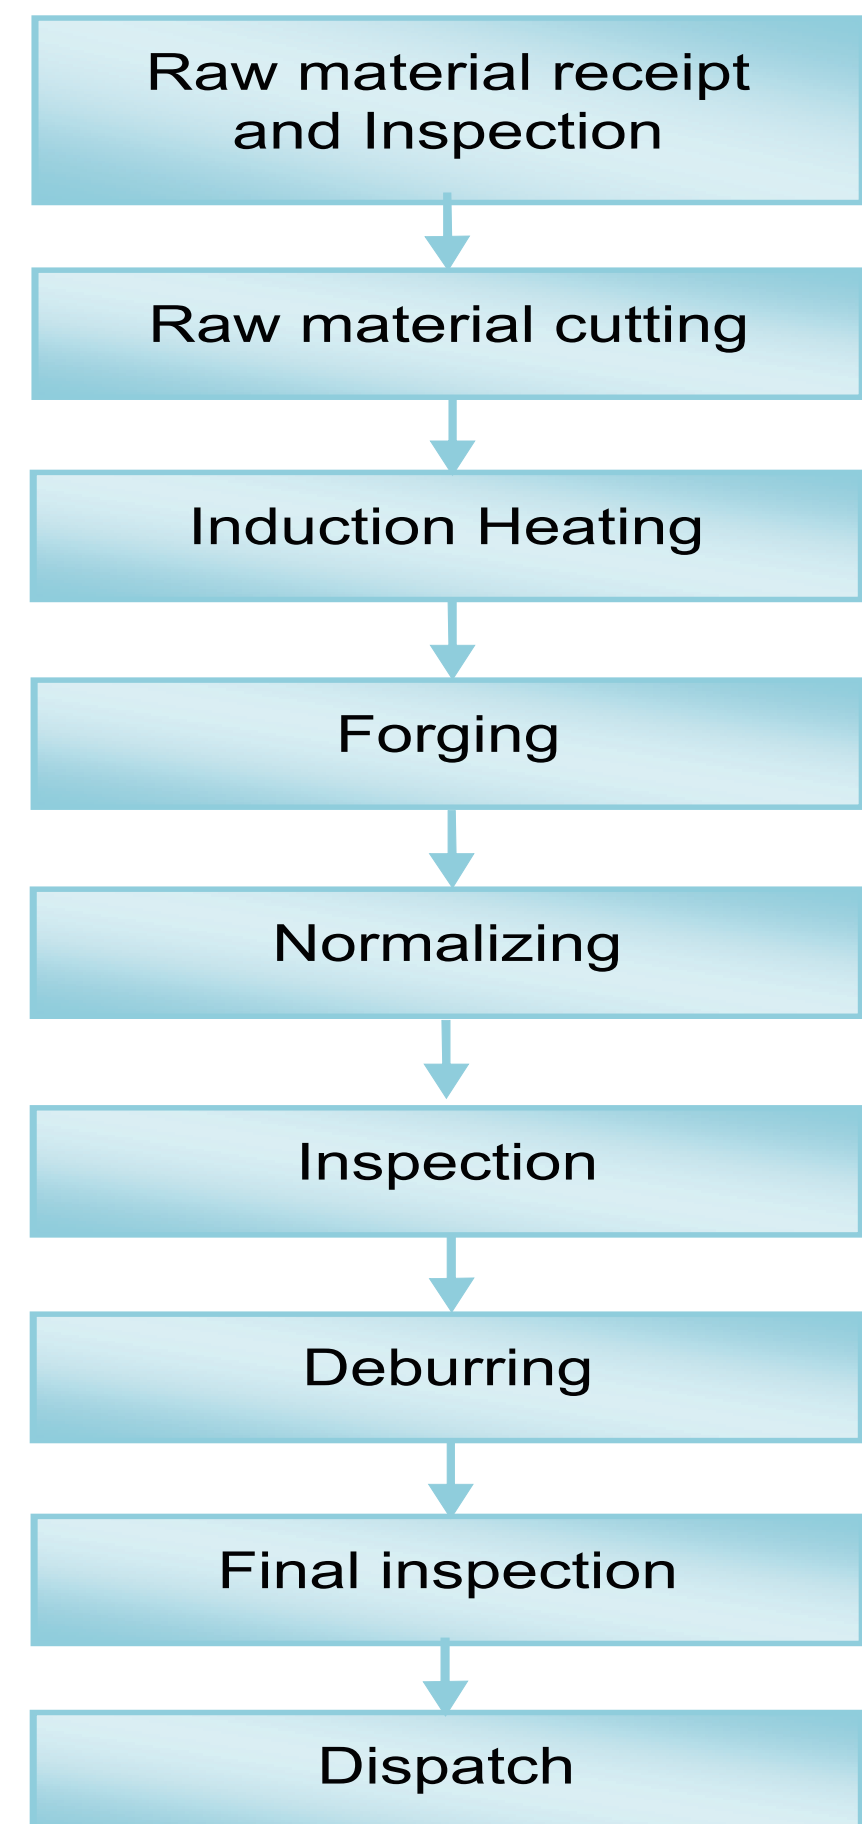 Raw material receipt
and Inspection
Raw material cutting
Induction Heating
Forging
Normalizing
Inspection
Deburring
Final inspection
Dispatch